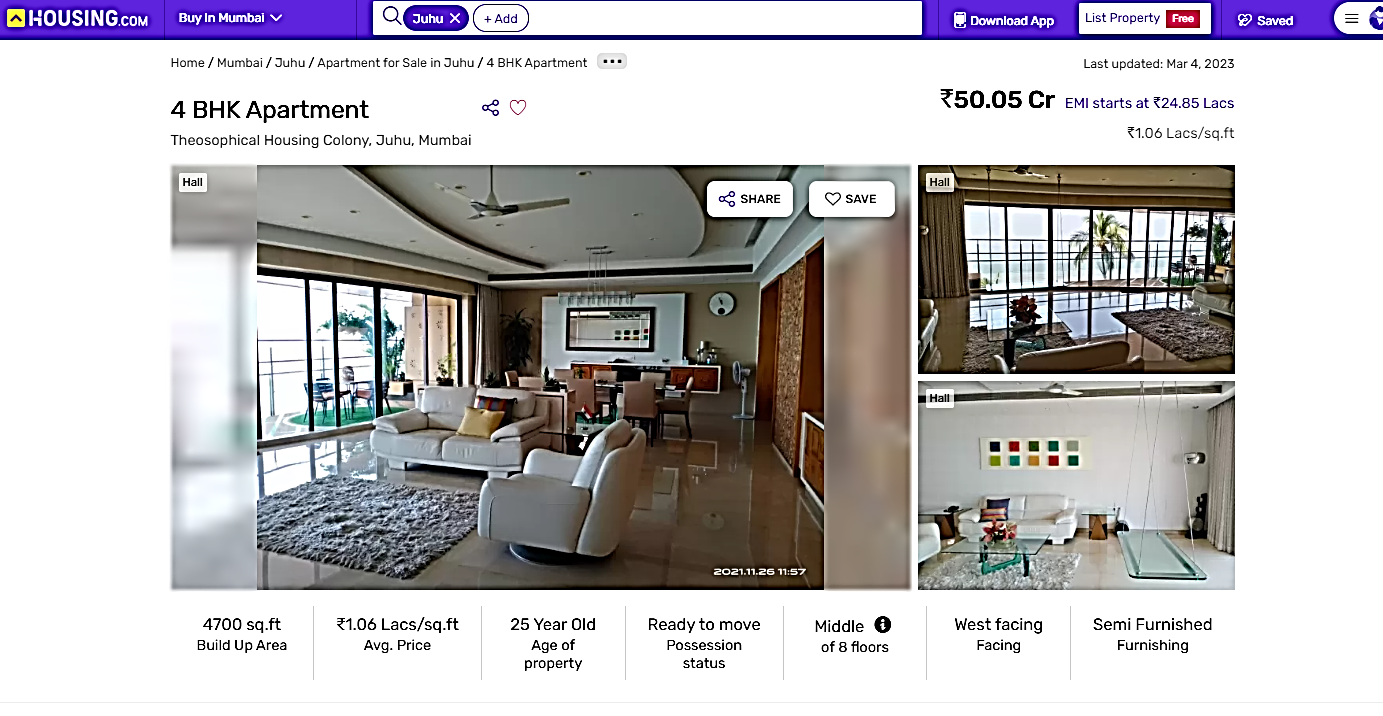 HOUSING.COM
Buy in Mumbai
Juhu
+ Add
Download App
List Property Free
Saved
Home / Mumbai / Juhu / Apartment for Sale in Juhu / 4 BHK Apartment
Last updated: Mar 4, 2023
4 BHK Apartment
₹50.05 Cr EMI starts at ₹24.85 Lacs
Theosophical Housing Colony, Juhu, Mumbai
₹1.06 Lacs/sq.ft
Hall
SHARE
SAVE
Hall
Hall
2021.11.26 11:57
4700 sq.ft
Build Up Area
₹1.06 Lacs/sq.ft
Avg. Price
25 Year Old
Age of
property
Ready to move
Possession
status
Middle
of 8 floors
West facing
Facing
Semi Furnished
Furnishing